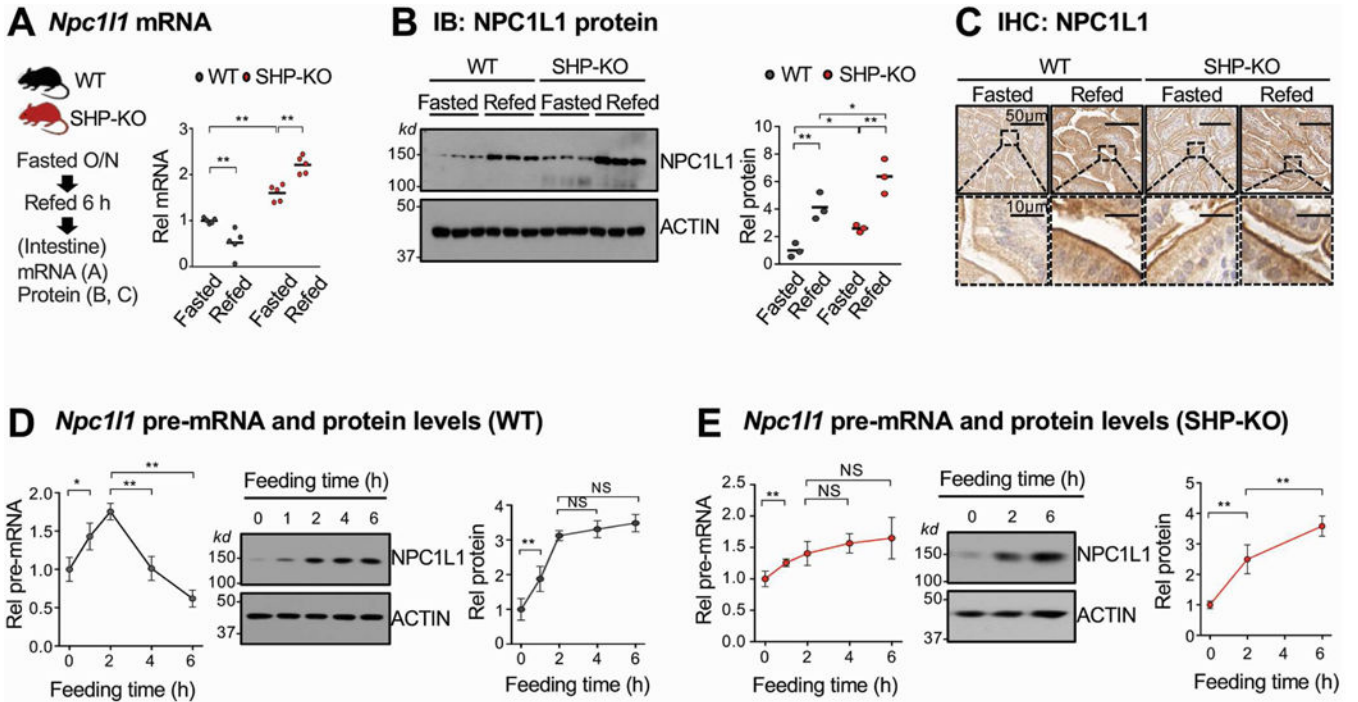 A Npc1l1 mRNA
WT
SHP-KO
Fasted O/N
Refed 6 h
(Intestine)
mRNA (A)
Protein (B, C)
WT SHP-KO
Rel mRNA
3
2
1
0
**
**
**
Fasted
Refed
Fasted
Refed
B IB: NPC1L1 protein
WT SHP-KO
Fasted Refed Fasted Refed
kd
150
100
50
37
NPC1L1
ACTIN
WT SHP-KO
Rel protein
10
8
6
4
2
0
*
*
**
**
Fasted
Refed
Fasted
Refed
C IHC: NPC1L1
WT SHP-KO
Fasted Refed Fasted Refed
50µm
10µm
D Npc1l1 pre-mRNA and protein levels (WT)
Rel pre-mRNA
2.0
1.5
1.0
0.5
0.0
*
**
**
0 2 4 6
Feeding time (h)
Feeding time (h)
0 1 2 4 6
kd
150
100
50
37
NPC1L1
ACTIN
Rel protein
4
3
2
1
0
**
NS
NS
0 2 4 6
Feeding time (h)
E Npc1l1 pre-mRNA and protein levels (SHP-KO)
Rel pre-mRNA
2.5
2.0
1.5
1.0
0.5
0.0
**
NS
NS
0 2 4 6
Feeding time (h)
Feeding time (h)
0 2 6
kd
150
100
50
37
NPC1L1
ACTIN
Rel protein
5
4
3
2
1
0
**
**
0 2 4 6
Feeding time (h)